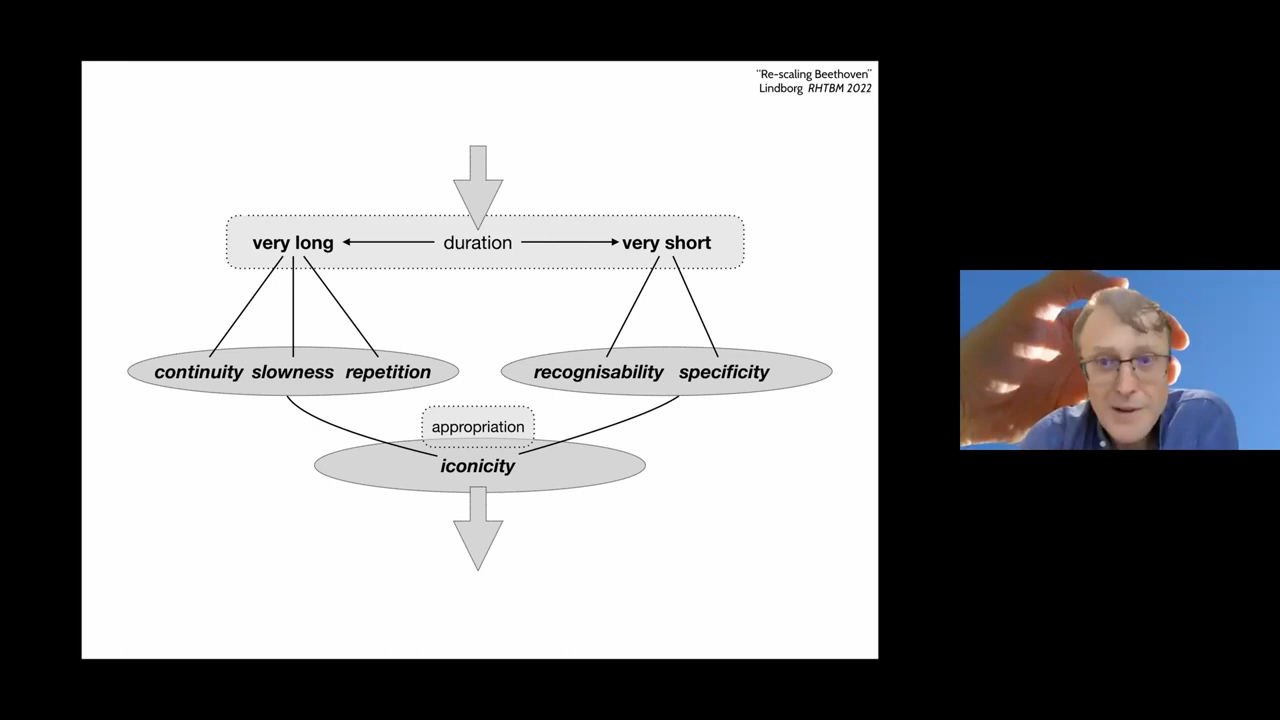 "Re-scaling Beethoven"
Lindborg RHTBM 2022
very long duration very short
continuity slowness repetition recognisability specificity
appropriation
iconicity